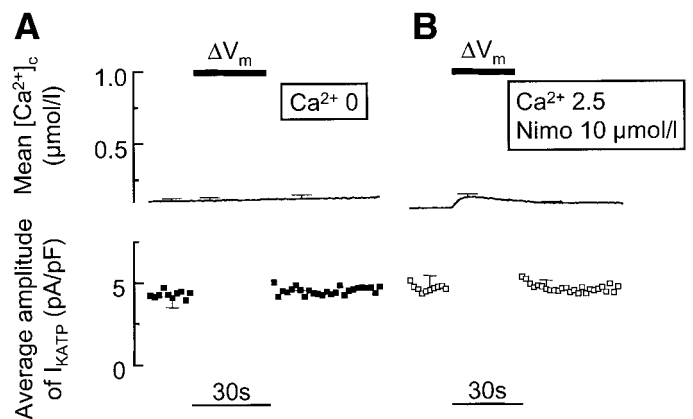 A
B
ΔVm
ΔVm
Ca2+ 0
Ca2+ 2.5
Nimo 10 μmol/l
Mean [Ca2+]c
(μmol/l)
1.0
0.5
Average amplitude
of IKATP (pA/pF)
5
0
30s
30s